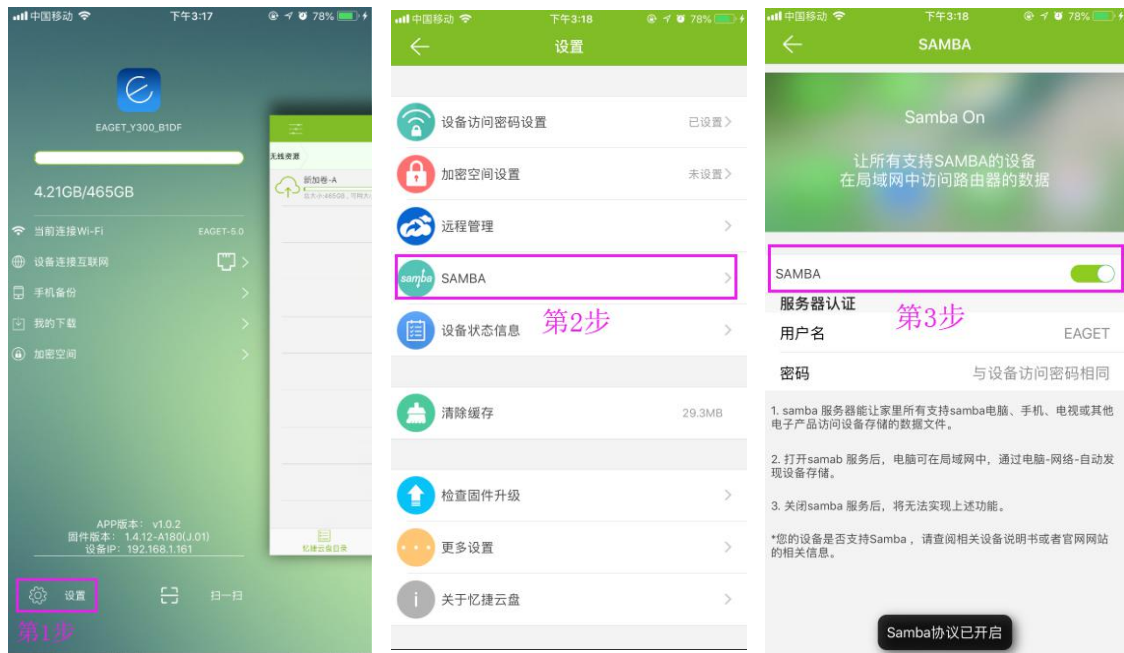 中国移动
下午3:17
78%
EAGET_Y300_B1DF
4.21GB/465GB
当前连接Wi-Fi
EAGET-5.0
设备连接互联网
手机备份
我的下载
加密空间
无线资源
新加卷-A
APP版本: v1.0.2
固件版本: 1.4.12-A180(J.01)
设备IP: 192.168.1.161
忆捷云盘目录
设置
扫一扫
第1步
中国移动
下午3:18
78%
设置
设备访问密码设置
已设置
加密空间设置
未设置
远程管理
samba
SAMBA
设备状态信息
第2步
清除缓存
29.3MB
检查固件升级
更多设置
关于忆捷云盘
中国移动
下午3:18
78%
SAMBA
Samba On
让所有支持SAMBA的设备
在局域网中访问路由器的数据
SAMBA
服务器认证
第3步
用户名
EAGET
密码
与设备访问密码相同
1. samba 服务器能让家里所有支持samba电脑、手机、电视或其他
电子产品访问设备存储的数据文件。
2. 打开samab 服务后，电脑可在局域网中，通过电脑-网络-自动发
现设备存储。
3. 关闭samba 服务后，将无法实现上述功能。
*您的设备是否支持Samba ，请查阅相关设备说明书或者官网网站
的相关信息。
Samba协议已开启